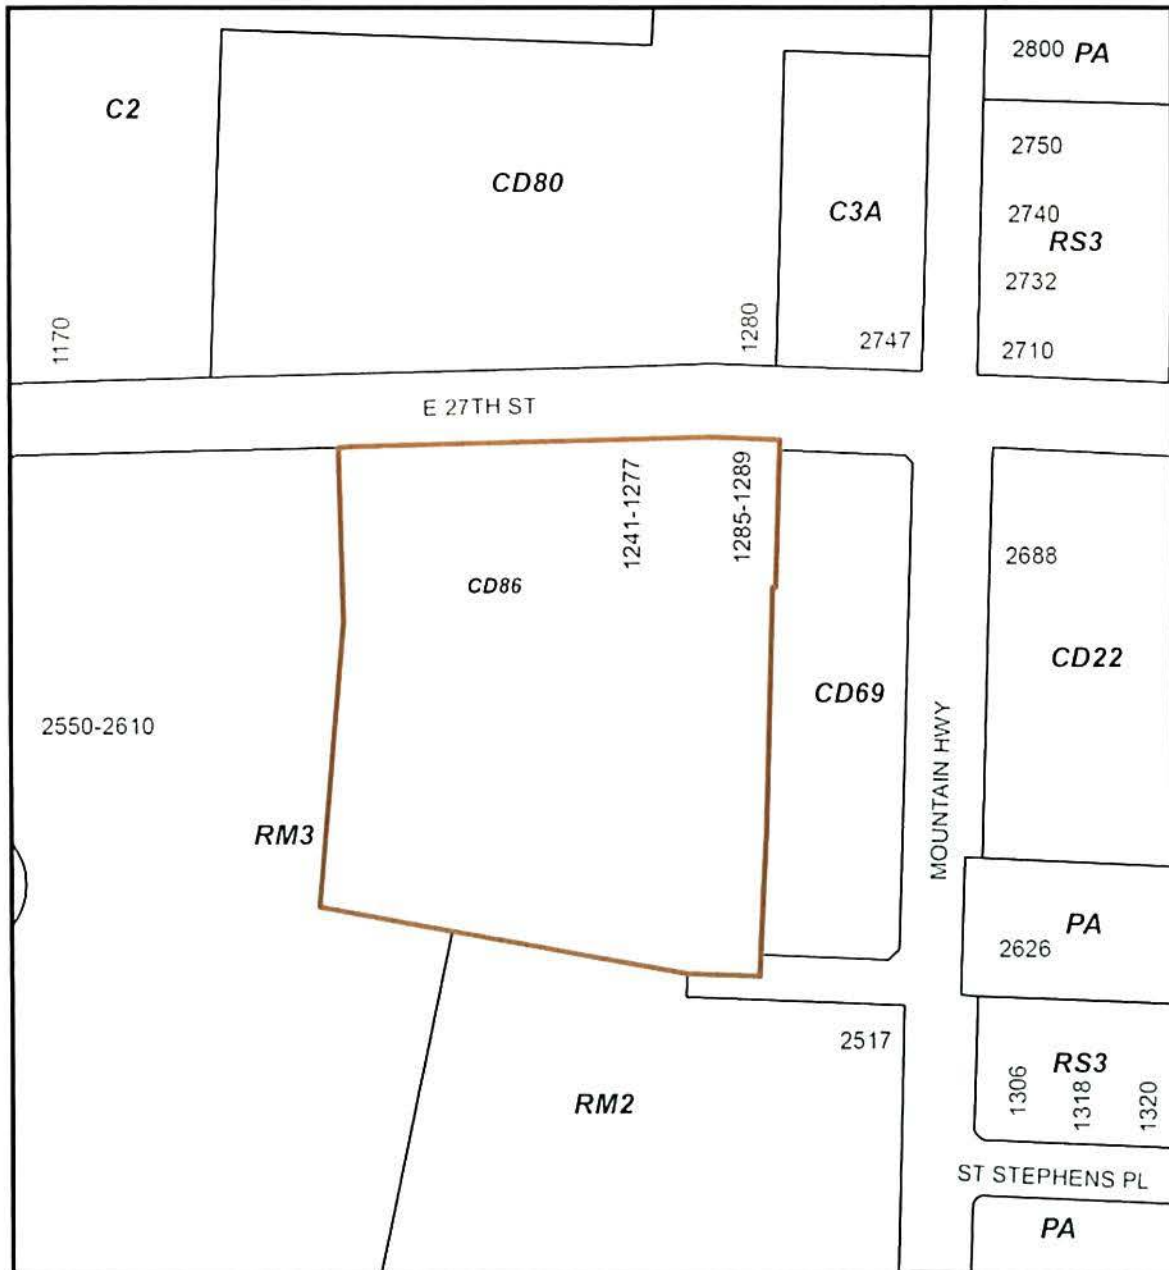 2800 PA
C2
2750
CD80
C3A
2740
RS3
2732
1170
1280
2747
2710
E 27TH ST
1241-1277
1285-1289
2688
CD86
CD22
CD69
2550-2610
MOUNTAIN HWY
RM3
PA
2626
2517
RS3
1306
1318
1320
RM2
ST STEPHENS PL
PA